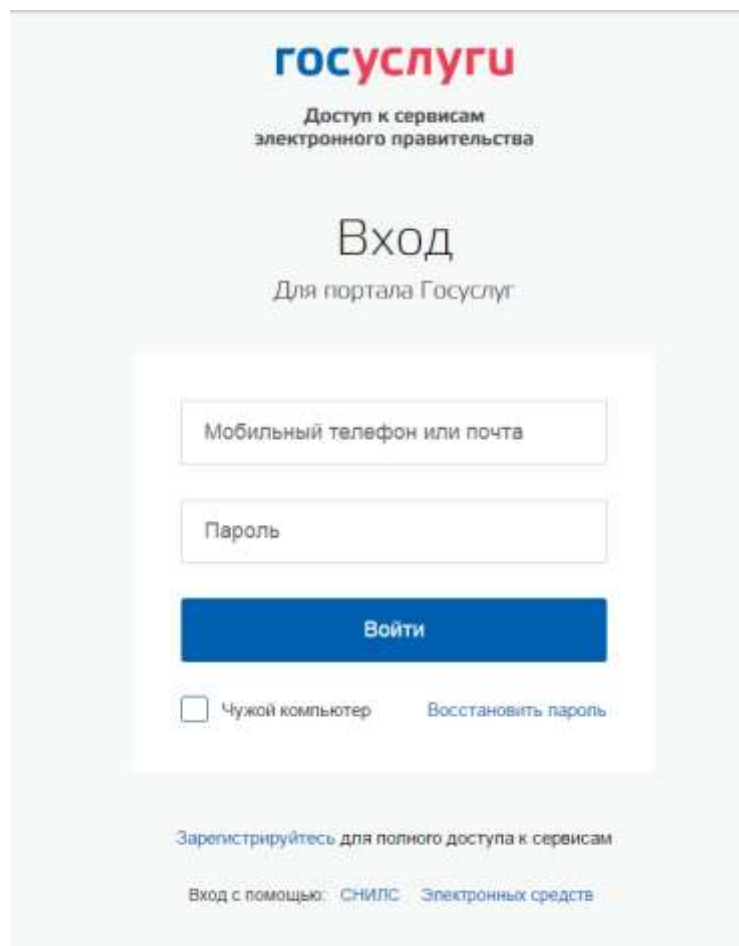 госуслуги
Доступ к сервисам
электронного правительства
Вход
Для портала Госуслуг
Мобильный телефон или почта
Пароль
Войти
Чужой компьютер Восстановить пароль
Зарегистрируйтесь для полного доступа к сервисам
Вход с помощью: СНИЛС Электронных средств